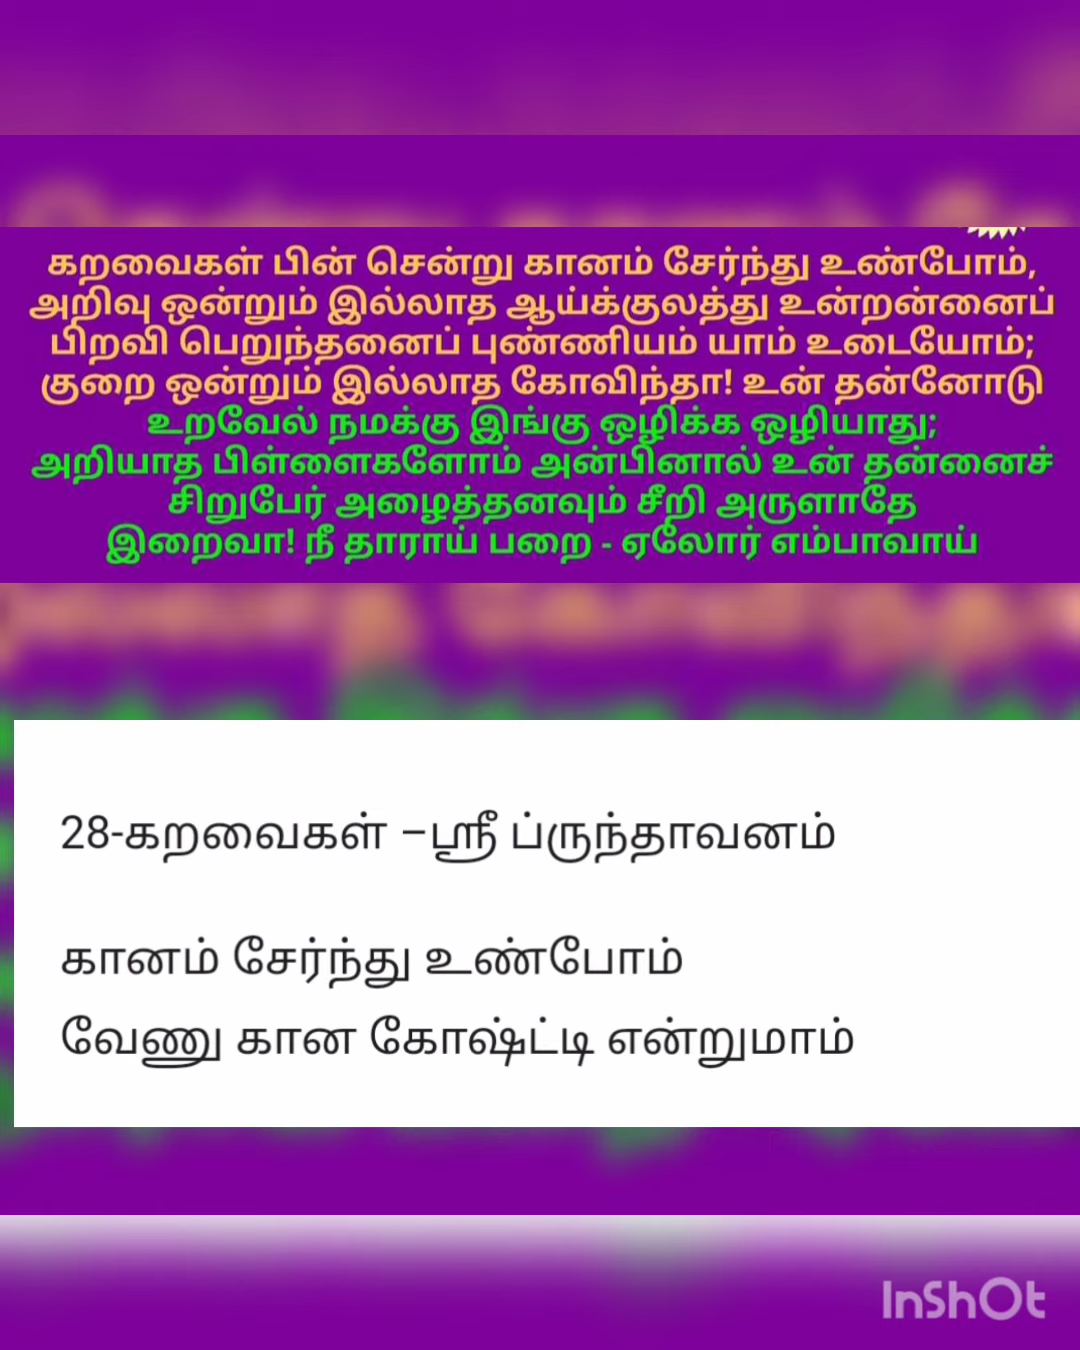 கறவைகள் பின் சென்று கானம் சேர்ந்து உண்போம்,
அறிவு ஒன்றும் இல்லாத ஆய்க்குலத்து உன்றன்னைப்
பிறவி பெறுந்தனைப் புண்ணியம் யாம் உடையோம்;
குறை ஒன்றும் இல்லாத கோவிந்தா! உன் தன்னோடு
உறவேல் நமக்கு இங்கு ஒழிக்க ஒழியாது;
அறியாத பிள்ளைகளோம் அன்பினால் உன் தன்னைச்
சிறுபேர் அழைத்தனவும் சீறி அருளாதே
இறைவா! நீ தாராய் பறை - ஏலோர் எம்பாவாய்
28-கறவைகள் –ஸ்ரீ ப்ருந்தாவனம்
கானம் சேர்ந்து உண்போம்
வேணு கான கோஷ்ட்டி என்றுமாம்
InShOt